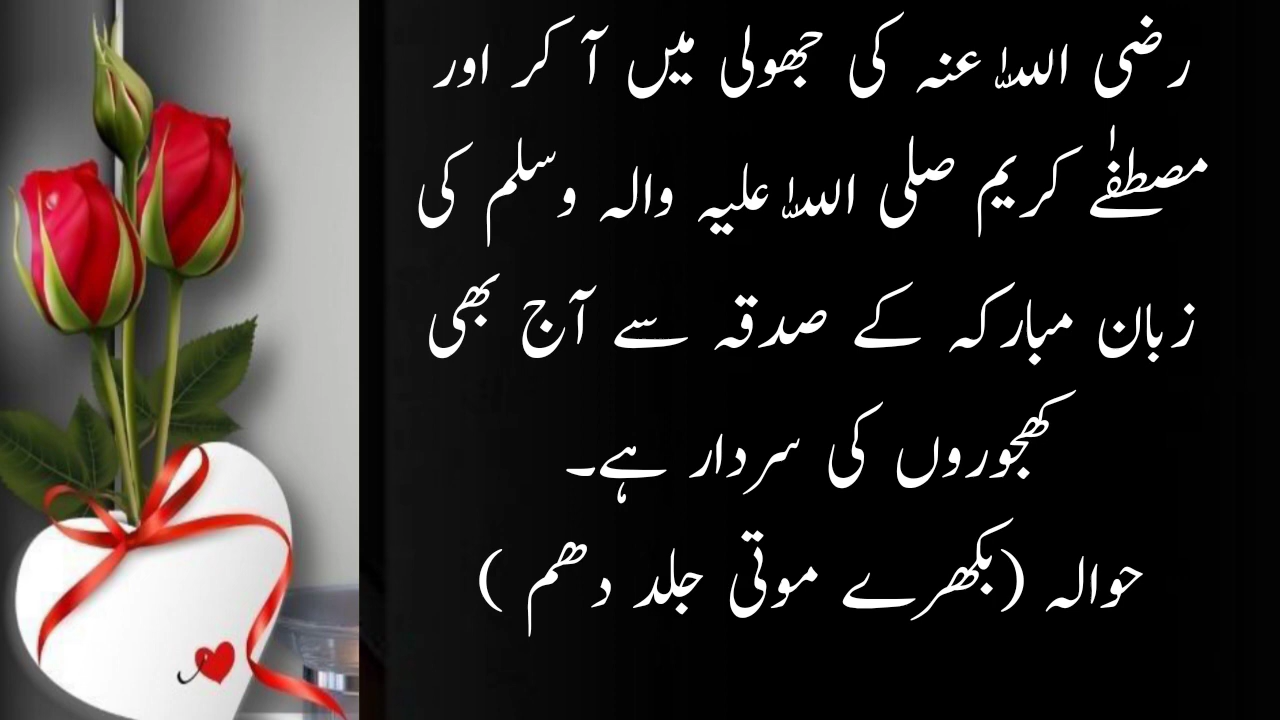 رضی اللہ عنہ کی جھولی میں آ کر اور
مصطفٰے کریم صلی اللہ علیہ والہ وسلم کی
زبان مبارکہ کے صدقہ سے آج بھی
کھجوروں کی سردار ہے۔
حوالہ (بکھرے موتی جلد دھم )